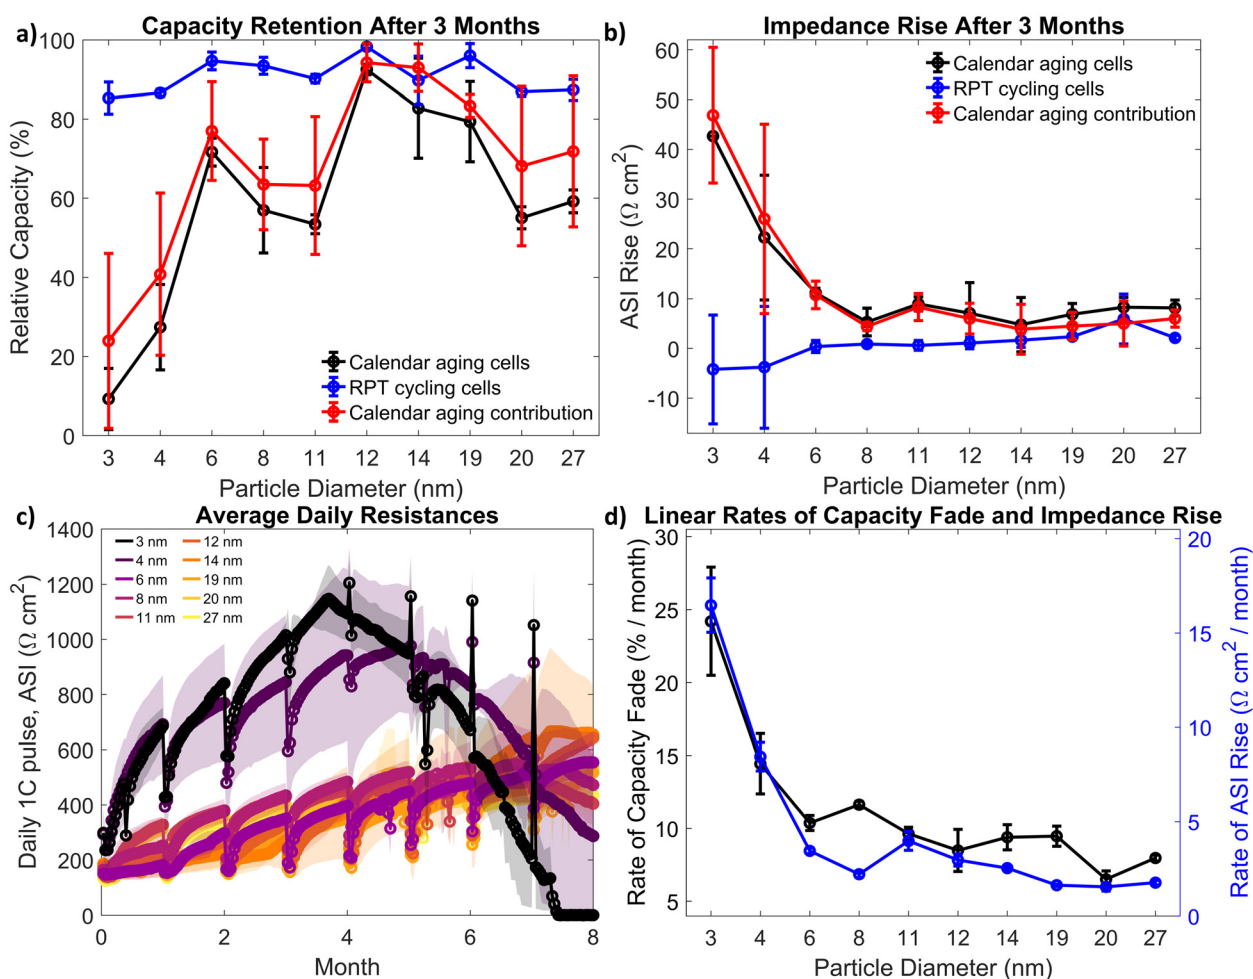 a)
Capacity Retention After 3 Months
100
80
60
40
20
0
Relative Capacity (%)
Calendar aging cells
RPT cycling cells
Calendar aging contribution
3 4 6 8 11 12 14 19 20 27
Particle Diameter (nm)
b)
Impedance Rise After 3 Months
60
50
40
30
20
10
0
-10
ASI Rise (Ω cm²)
Calendar aging cells
RPT cycling cells
Calendar aging contribution
3 4 6 8 11 12 14 19 20 27
Particle Diameter (nm)
c)
Average Daily Resistances
1400
1200
1000
800
600
400
200
0
Daily 1C pulse, ASI (Ω cm²)
3 nm 12 nm
4 nm 14 nm
6 nm 19 nm
8 nm 20 nm
11 nm 27 nm
0 2 4 6 8
Month
d)
Linear Rates of Capacity Fade and Impedance Rise
30
25
20
15
10
5
Rate of Capacity Fade (% / month)
20
15
10
5
0
Rate of ASI Rise (Ω cm² / month)
3 4 6 8 11 12 14 19 20 27
Particle Diameter (nm)